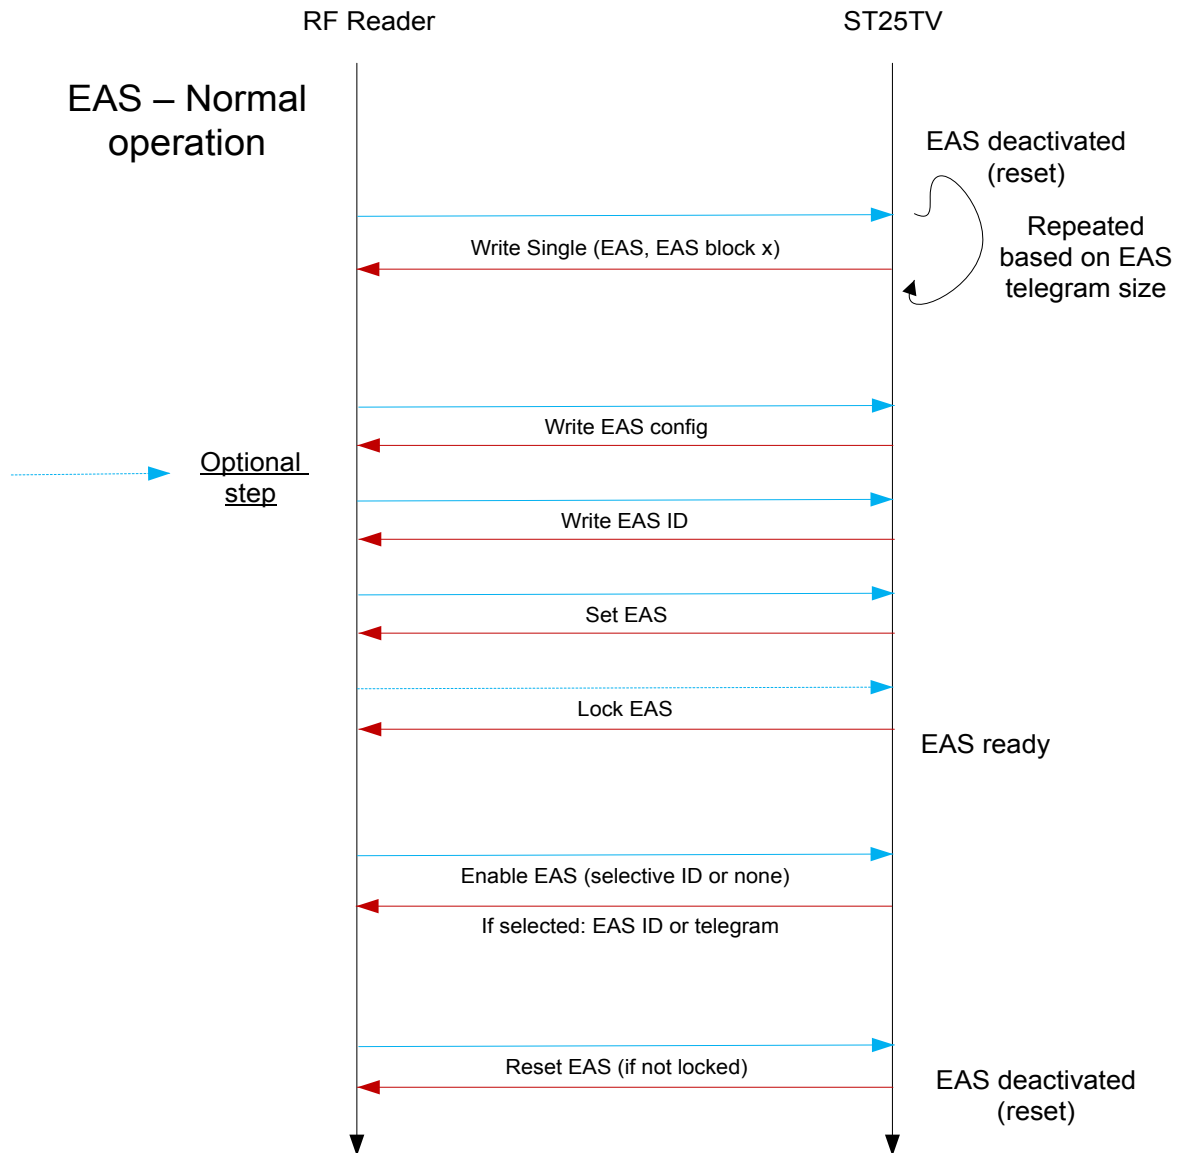 RF Reader
ST25TV
EAS – Normal
operation
EAS deactivated
(reset)
Repeated
based on EAS
telegram size
Write Single (EAS, EAS block x)
Write EAS config
Optional
step
Write EAS ID
Set EAS
Lock EAS
EAS ready
Enable EAS (selective ID or none)
If selected: EAS ID or telegram
Reset EAS (if not locked)
EAS deactivated
(reset)